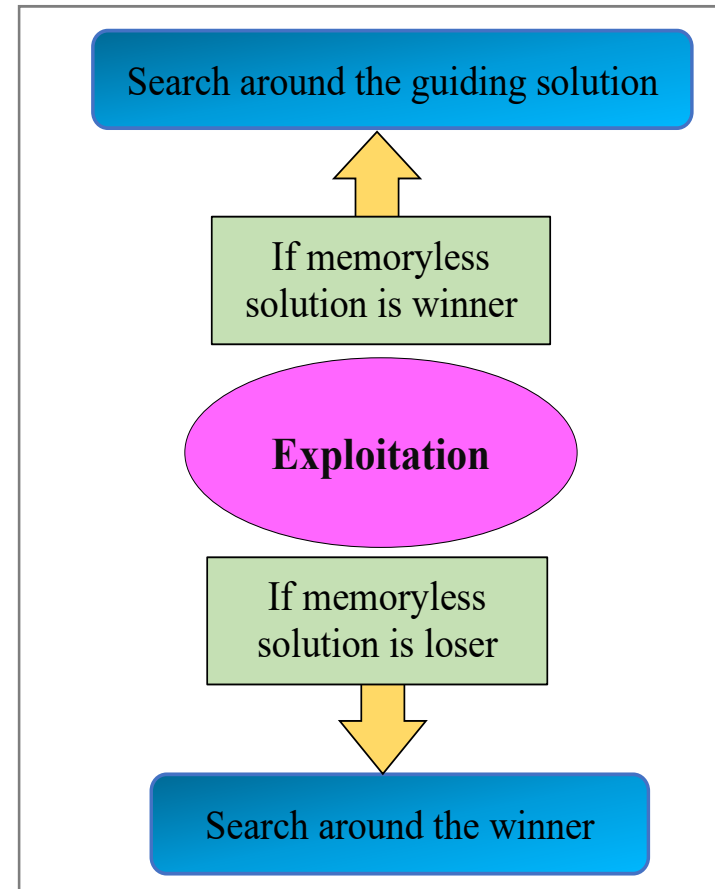 Search around the guiding solution
If memoryless
solution is winner
Exploitation
If memoryless
solution is loser
Search around the winner